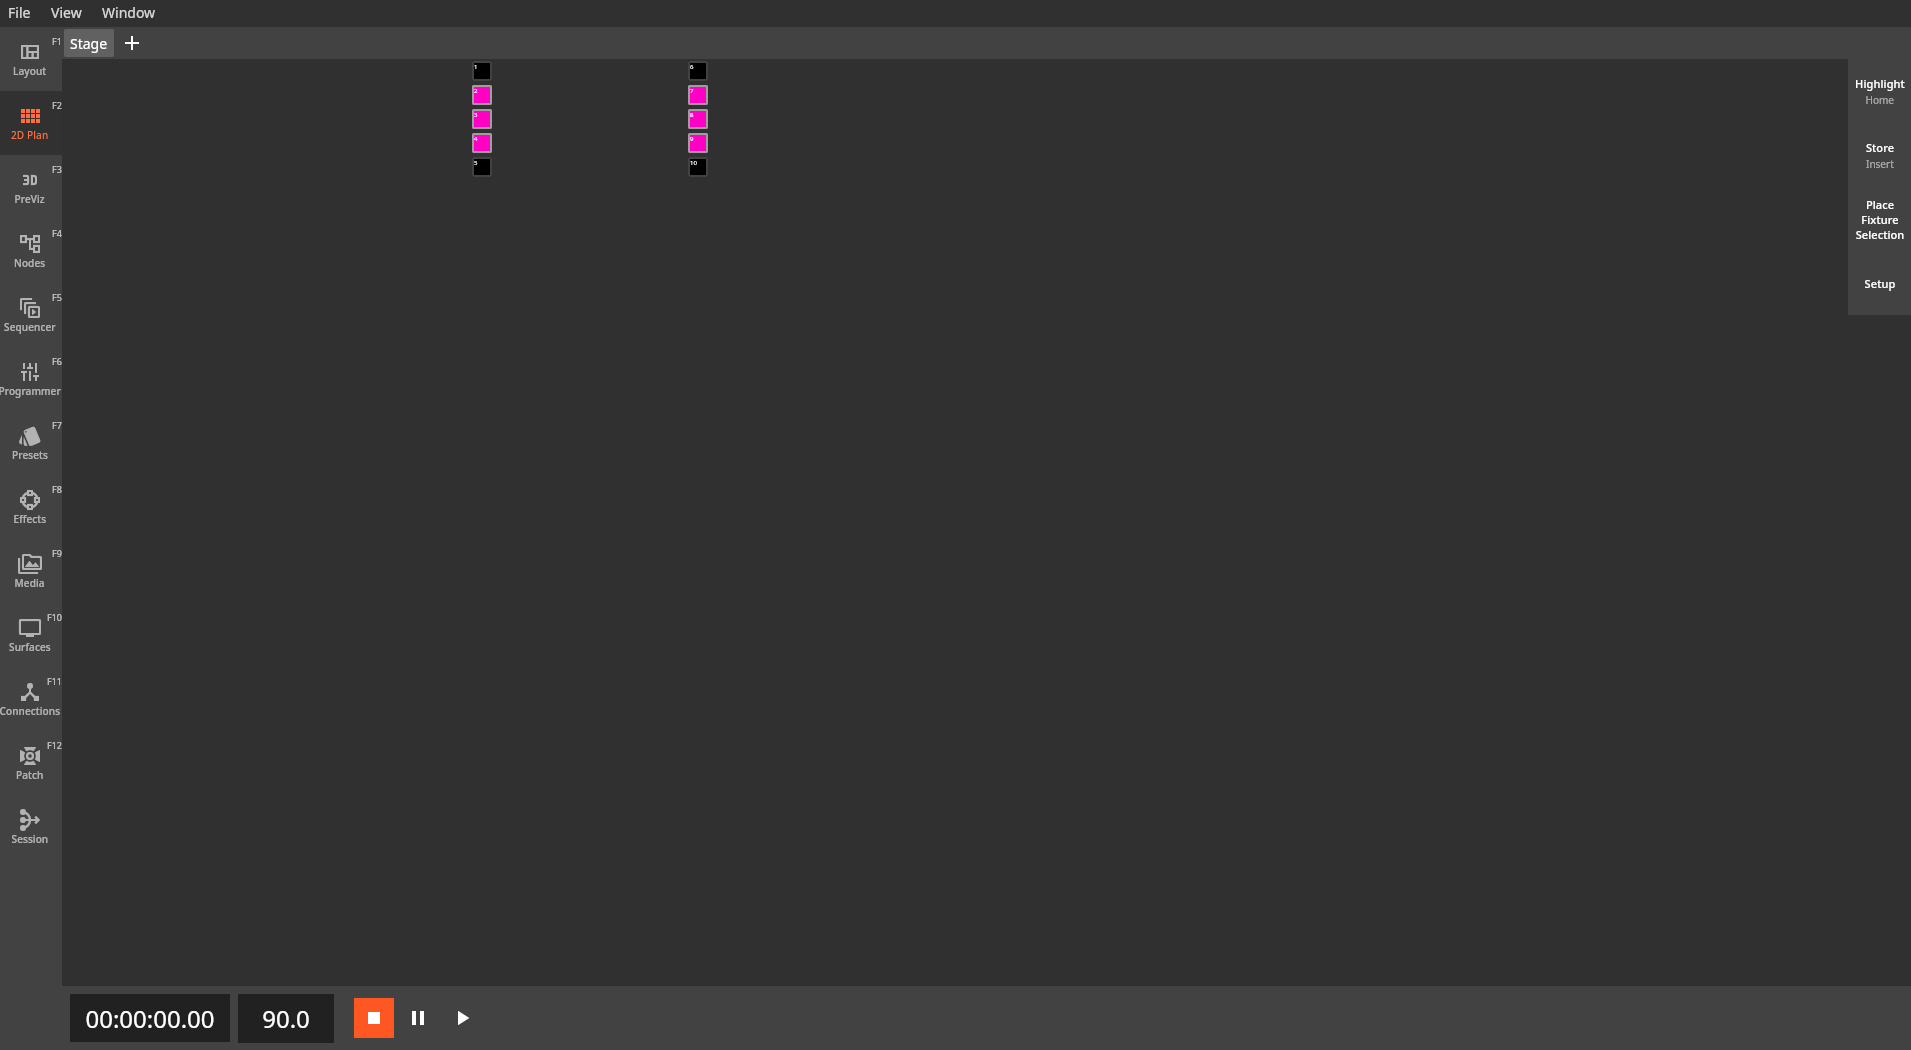 File View Window
F1
Layout
Stage
F2
2D Plan
F3
3D
PreViz
F4
Nodes
F5
Sequencer
F6
Programmer
F7
Presets
F8
Effects
F9
Media
F10
Surfaces
F11
Connections
F12
Patch
Session
1
2
3
4
5
6
7
8
9
10
Highlight
Home
Store
Insert
Place
Fixture
Selection
Setup
00:00:00.00 90.0